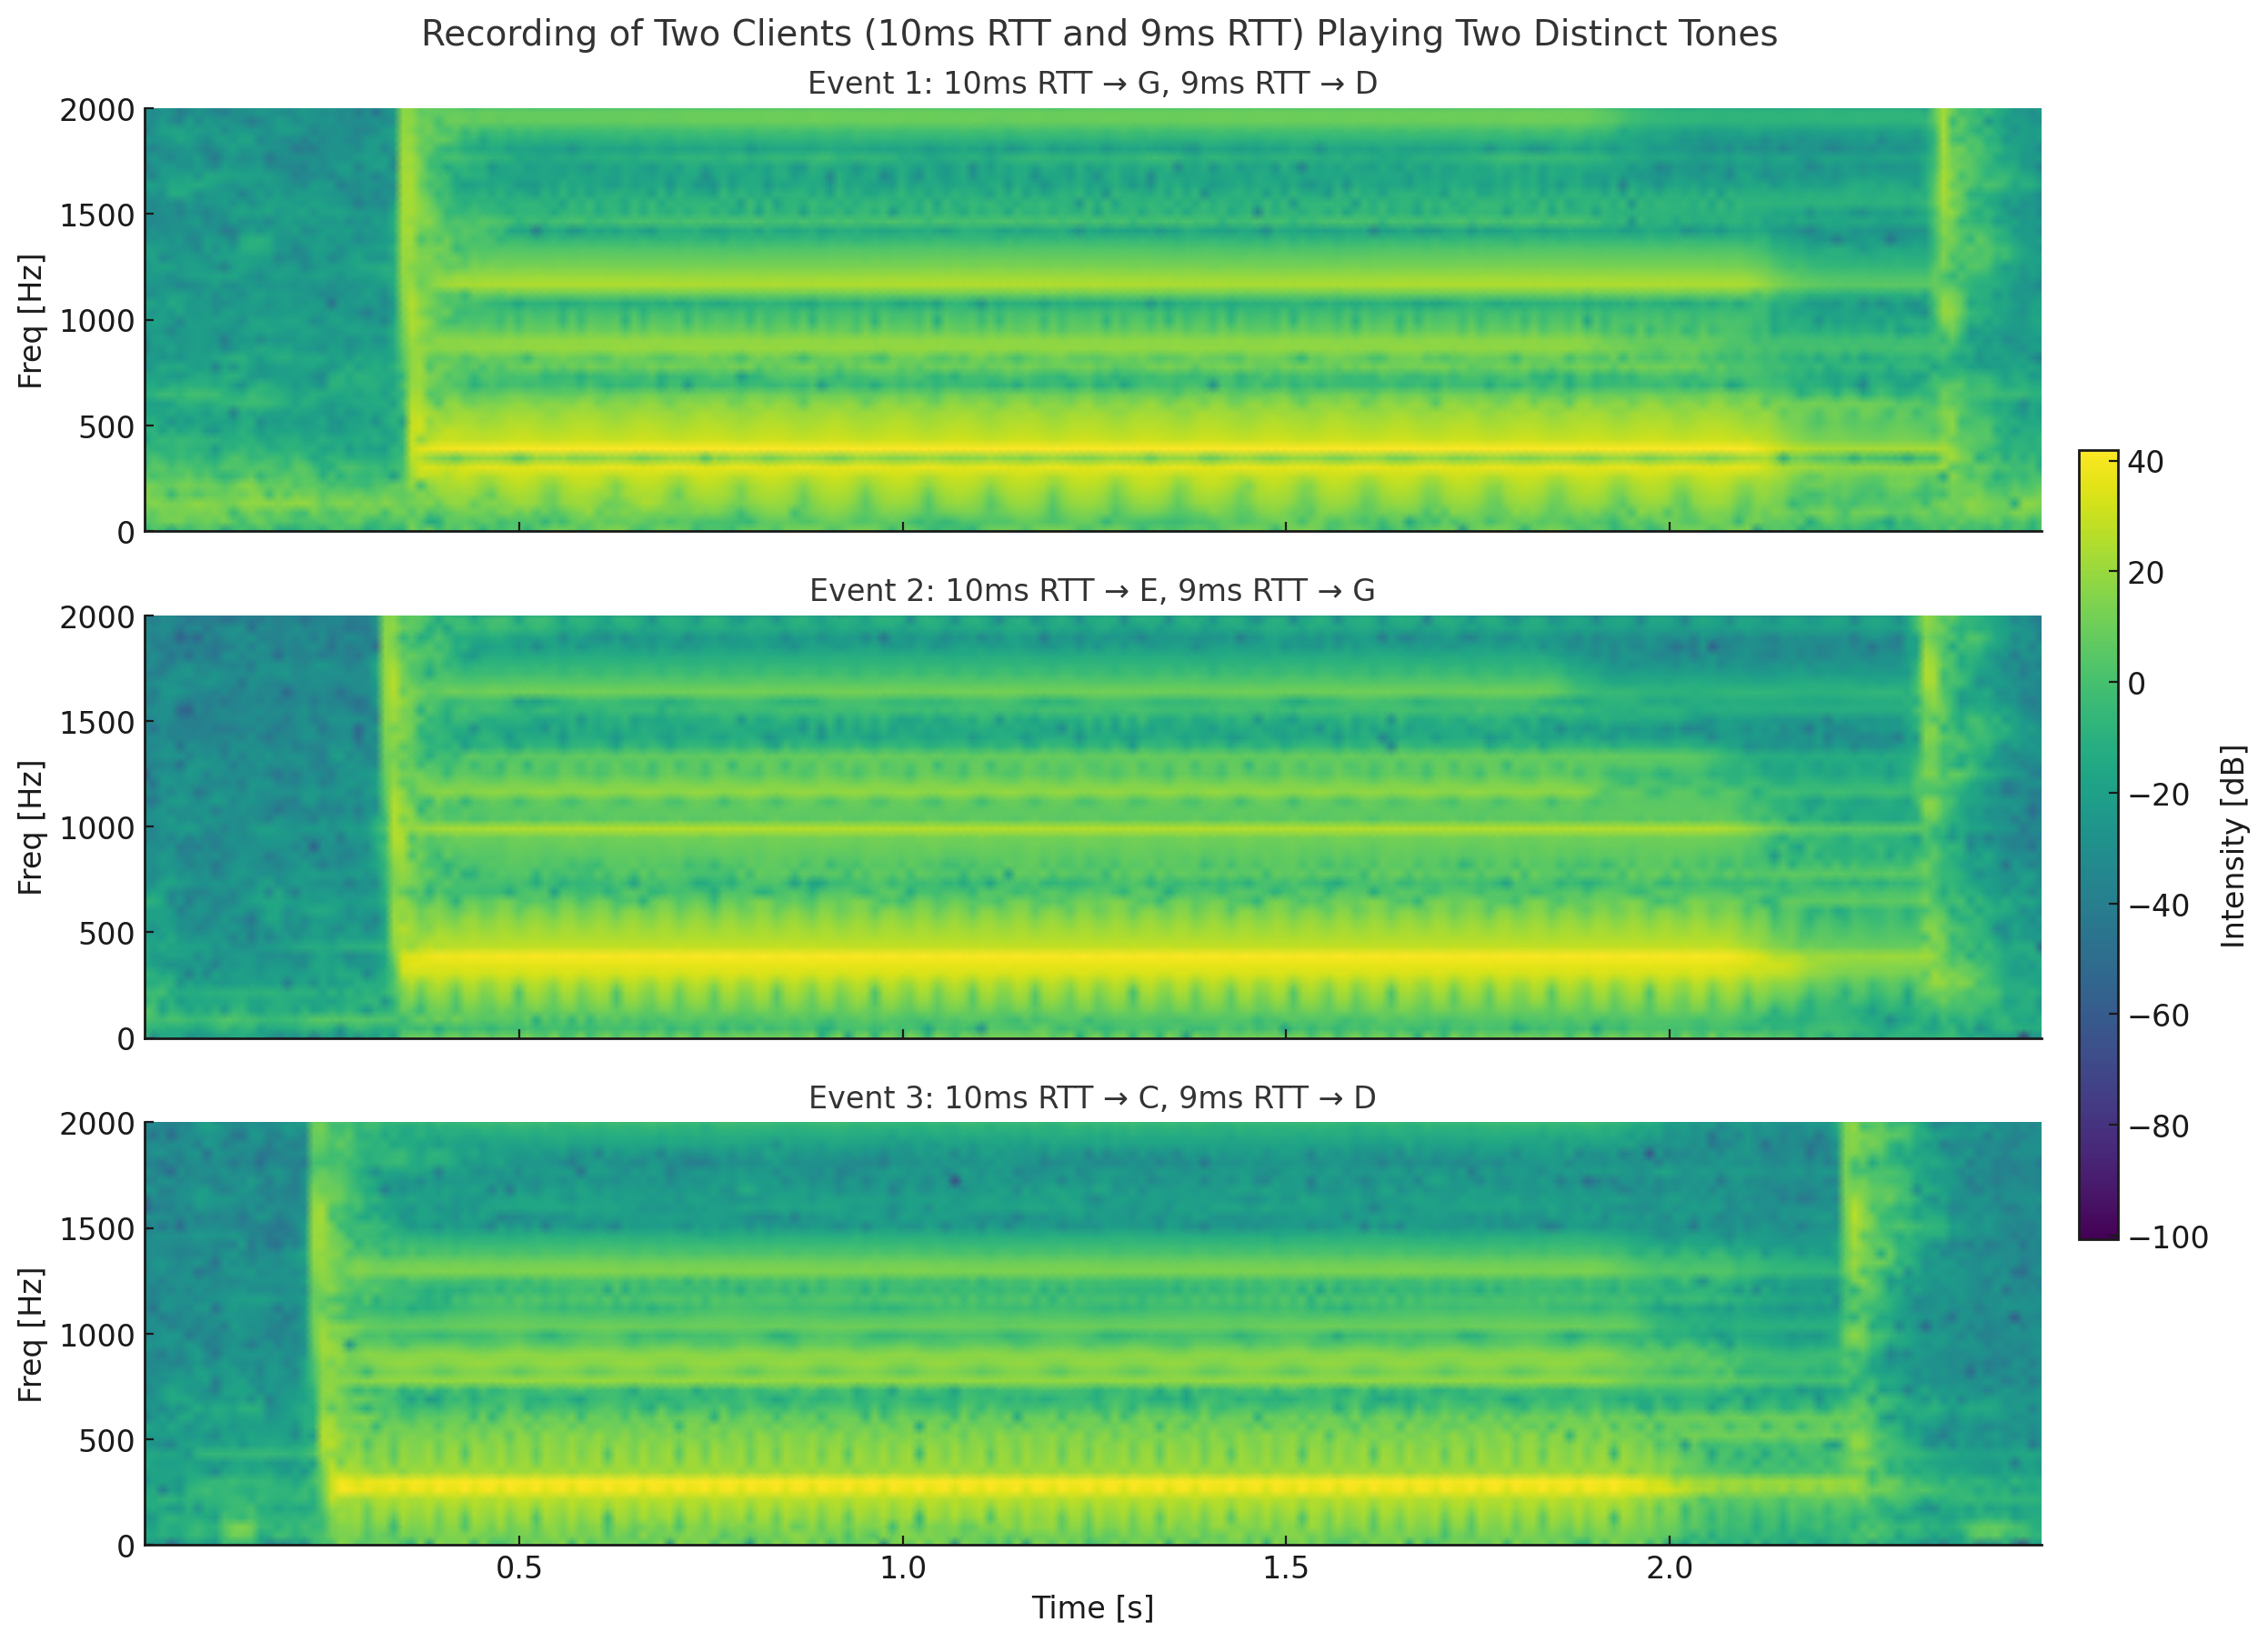 Recording of Two Clients (10ms RTT and 9ms RTT) Playing Two Distinct Tones
Event 1: 10ms RTT → G, 9ms RTT → D
2000
1500
1000
500
0
Freq [Hz]
Event 2: 10ms RTT → E, 9ms RTT → G
2000
1500
1000
500
0
Freq [Hz]
Event 3: 10ms RTT → C, 9ms RTT → D
2000
1500
1000
500
0
Freq [Hz]
0.5 1.0 1.5 2.0
Time [s]
40
20
0
−20
−40
−60
−80
−100
Intensity [dB]